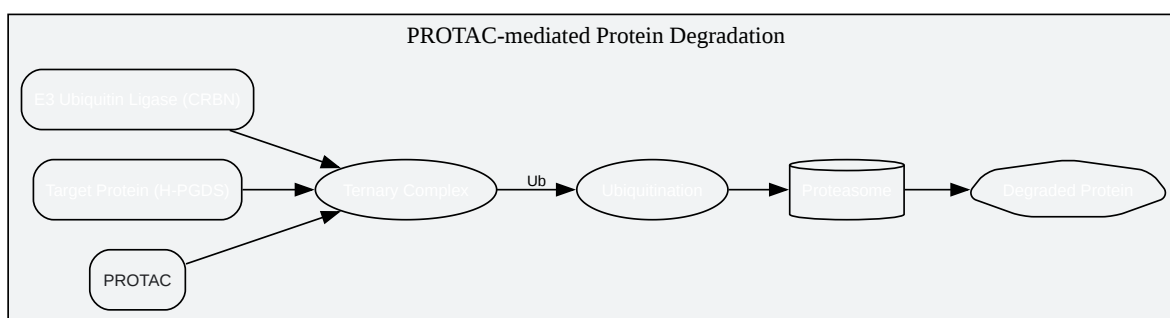 PROTAC-mediated Protein Degradation
E3 Ubiquitin Ligase (CRBN)
Target Protein (H-PGDS)
PROTAC
Ternary Complex
Ub
Ubiquitination
Proteasome
Degraded Protein